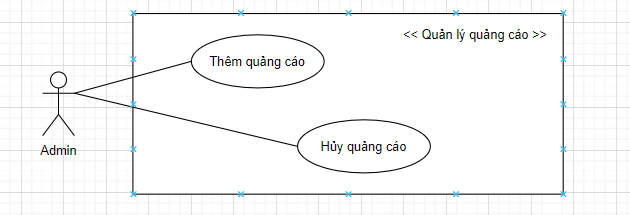 << Quản lý quảng cáo >>
Thêm quảng cáo
Hủy quảng cáo
Admin